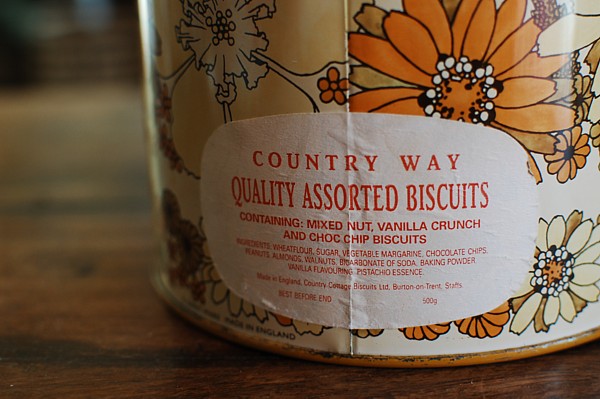 COUNTRY WAY
QUALITY ASSORTED BISCUITS
CONTAINING: MIXED NUT, VANILLA CRUNCH
AND CHOC CHIP BISCUITS
INGREDIENTS: WHEATFLOUR, SUGAR, VEGETABLE MARGARINE, CHOCOLATE CHIPS,
PEANUTS, ALMONDS, WALNUTS, BICARBONATE OF SODA, BAKING POWDER
VANILLA FLAVOURING, PISTACHIO ESSENCE.
Made in England, Country Cottage Biscuits Ltd, Burton-on-Trent, Staffs.
BEST BEFORE END 500g
MADE IN ENGLAND